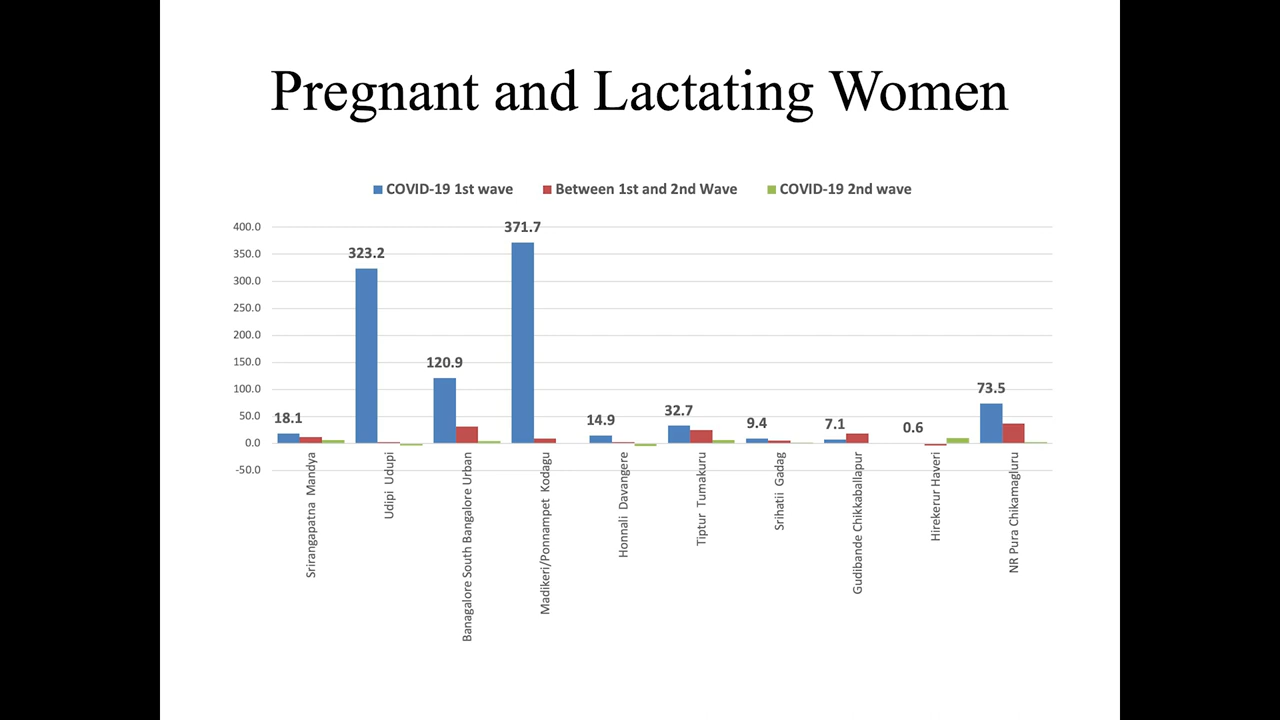 Pregnant and Lactating Women
COVID-19 1st wave Between 1st and 2nd Wave COVID-19 2nd wave
400.0
350.0
300.0
250.0
200.0
150.0
100.0
50.0
0.0
-50.0
18.1
323.2
120.9
371.7
14.9
32.7
9.4
7.1
0.6
73.5
Srirangapatna Mandya
Udipi Udupi
Banagalore South Bangalore Urban
Madikeri/Ponnampet Kodagu
Honnali Davangere
Tiptur Tumakuru
Srihatii Gadag
Gudibande Chikkaballapur
Hirekerur Haveri
NR Pura Chikamagluru